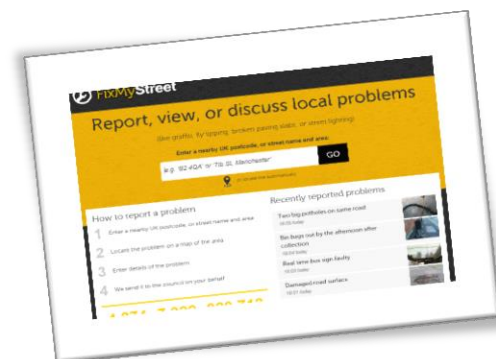 FixMyStreet
Report, view, or discuss local problems
(like graffiti, fly tipping, broken paving slabs, or street lighting)
Enter a nearby UK postcode, or street name and area:
e.g. 'B2 4QA' or 'Tib St, Manchester'
GO
How to report a problem
1 Enter a nearby UK postcode, or street name and area
2 Locate the problem on a map of the area
3 Enter details of the problem
4 We send it to the council on your behalf
Recently reported problems
Two big potholes on same road
today
Bin bags out by the afternoon after
collection
today
Real time bus sign faulty
today
Damaged road surface
today